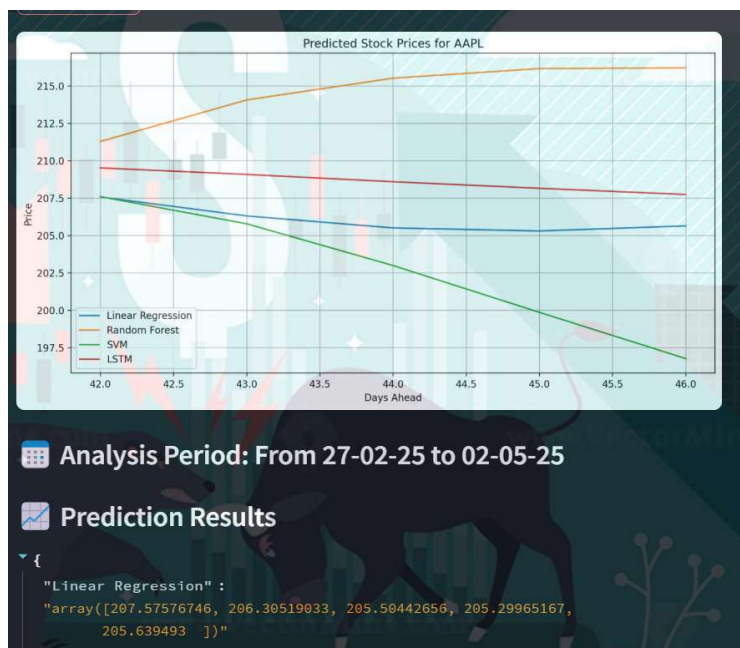 Predicted Stock Prices for AAPL
215.0
212.5
210.0
207.5
205.0
202.5
200.0
197.5
Price
Linear Regression
Random Forest
SVM
LSTM
42.0 42.5 43.0 43.5 44.0 44.5 45.0 45.5 46.0
Days Ahead
Analysis Period: From 27-02-25 to 02-05-25
Prediction Results
{
"Linear Regression" :
"array([207.57576746, 206.30519033, 205.50442656, 205.29965167,
205.639493 ])"